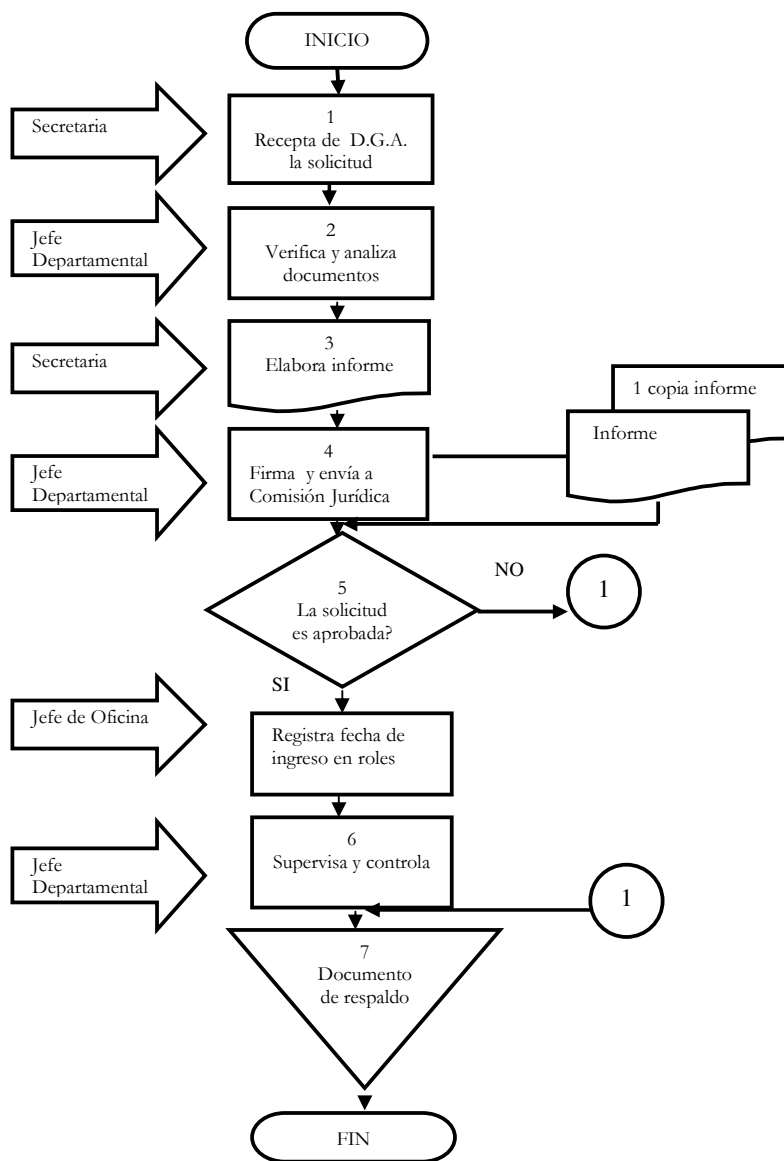 INICIO
Secretaria
1
Recepta de D.G.A.
la solicitud
Jefe
Departamental
2
Verifica y analiza
documentos
Secretaria
3
Elabora informe
1 copia informe
Informe
Jefe
Departamental
4
Firma y envía a
Comisión Jurídica
5
La solicitud
es aprobada?
NO
1
SI
Jefe de Oficina
Registra fecha de
ingreso en roles
Jefe
Departamental
6
Supervisa y controla
1
7
Documento
de respaldo
FIN